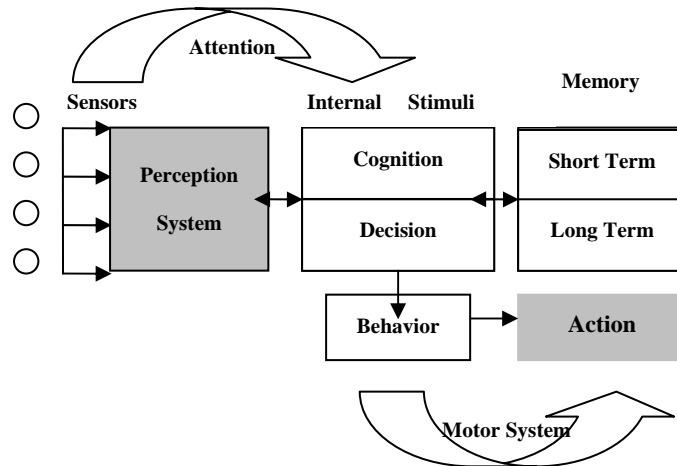 Attention
Memory
Sensors
Internal Stimuli
Perception
System
Cognition
Decision
Short Term
Long Term
Behavior
Action
Motor System